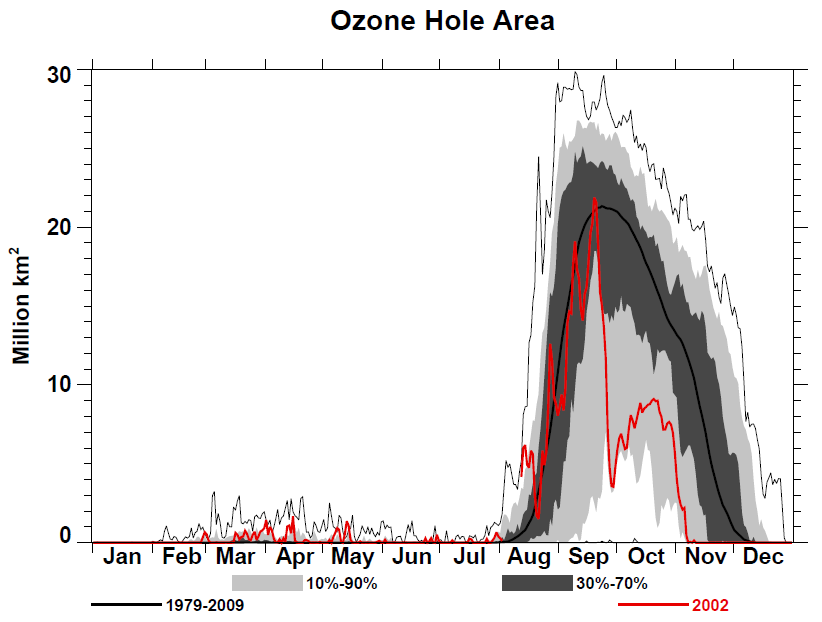 Ozone Hole Area
Million km²
30
20
10
0
Jan Feb Mar Apr May Jun Jul Aug Sep Oct Nov Dec
10%-90% 30%-70%
1979-2009 2002